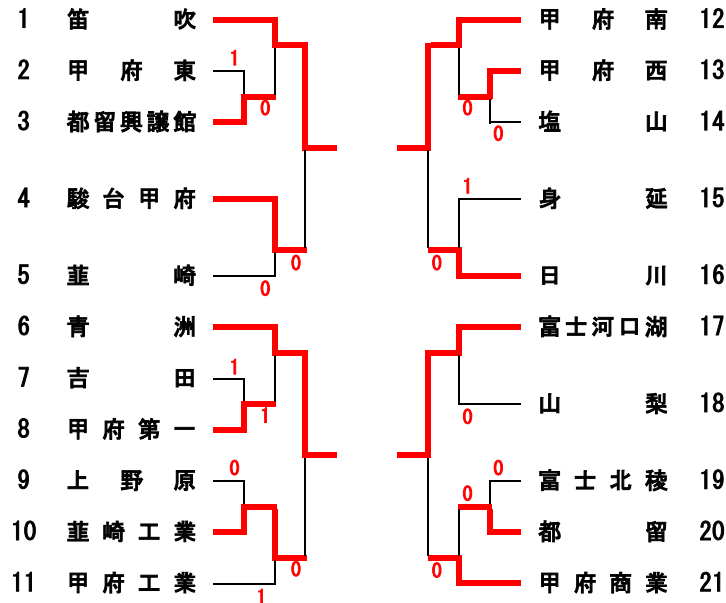 1 笛吹
1
2 甲府東
0
3 都留興譲館
4 駿台甲府
0
5 韮崎
0
6 青洲
1
7 吉田
1
8 甲府第一
0
9 上野原
10 韮崎工業
0
11 甲府工業
1
甲府南 12
甲府西 13
0
0
塩山 14
1
身延 15
0
日川 16
富士河口湖 17
山梨 18
0
0
富士北稜 19
0
都留 20
0
甲府商業 21